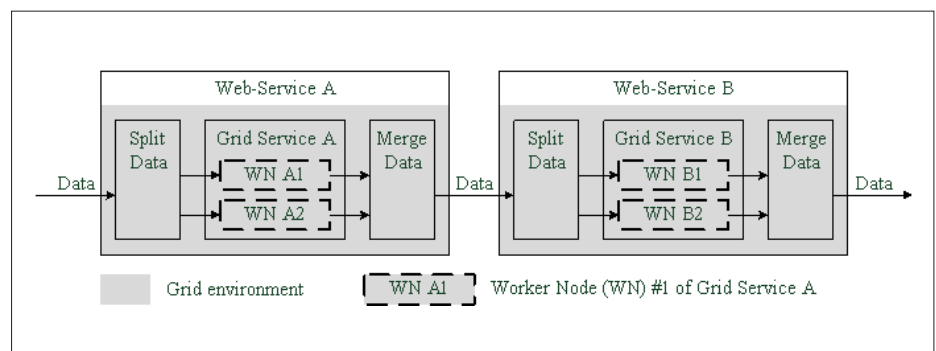 Web-Service A
Split
Data
Grid Service A
WN A1
WN A2
Merge
Data
Web-Service B
Split
Data
Grid Service B
WN B1
WN B2
Merge
Data
Data
Data
Data
Grid environment
WN A1
Worker Node (WN) #1 of Grid Service A